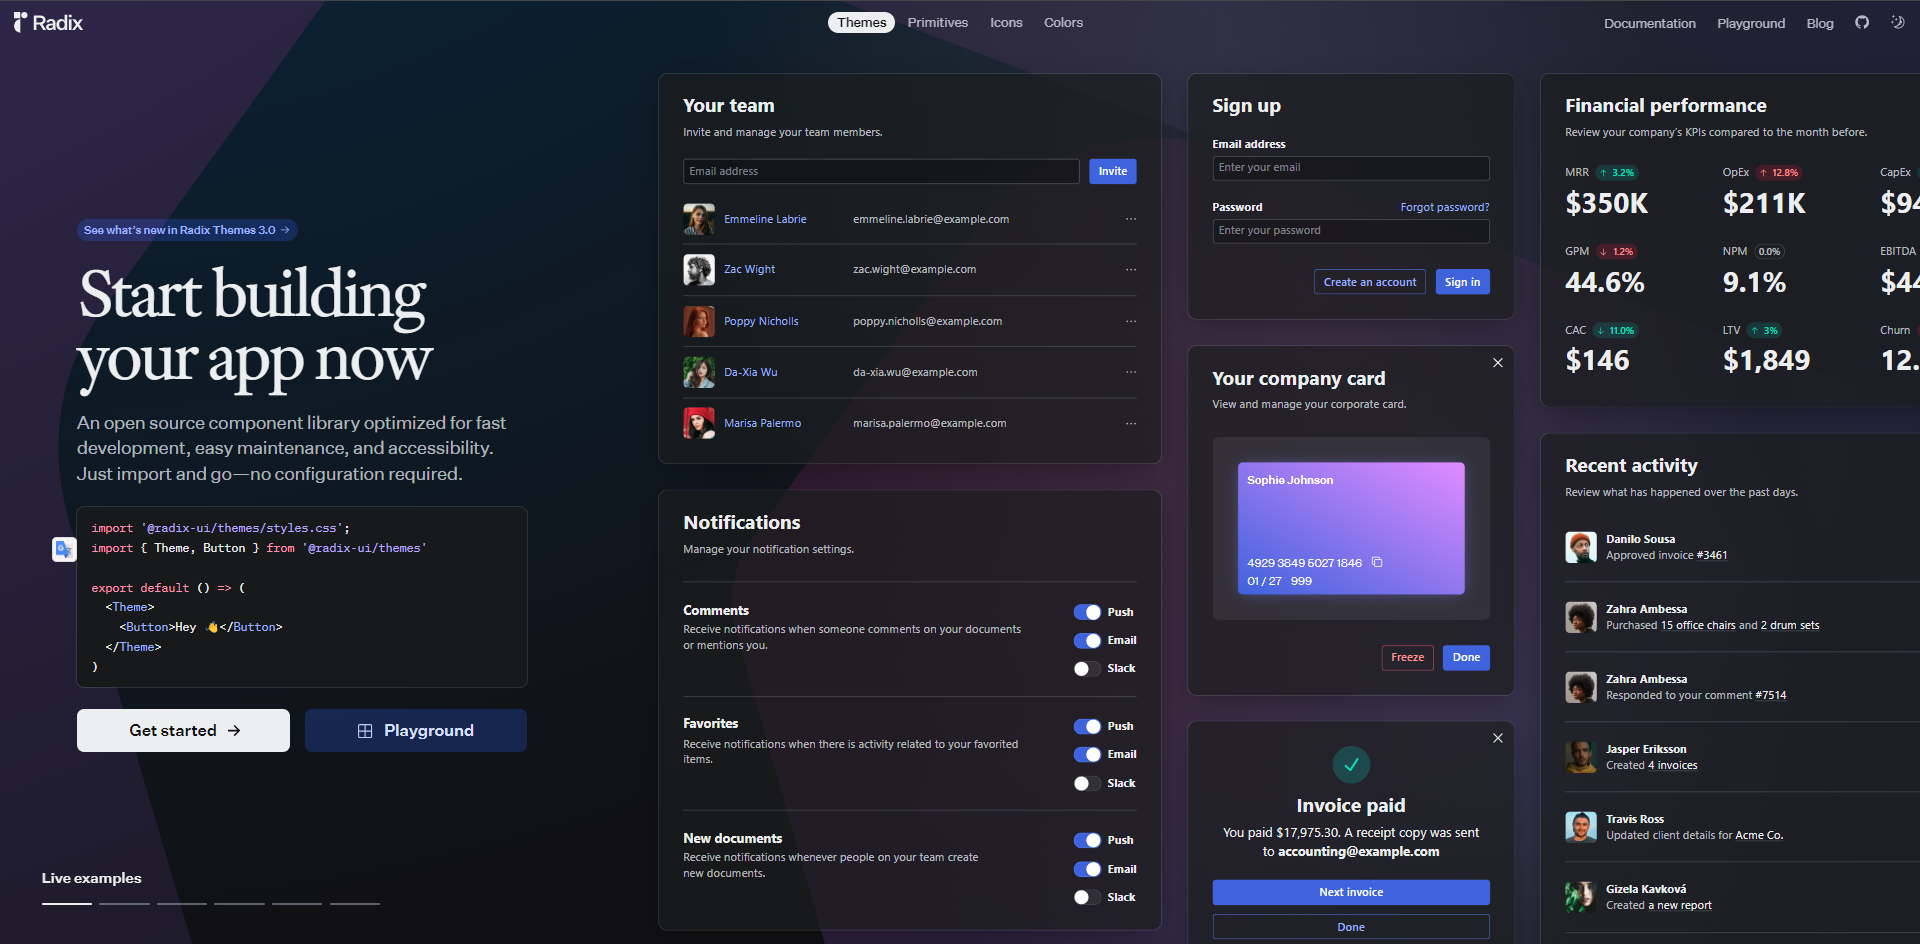 Radix
Themes
Primitives
Icons
Colors
Documentation
Playground
Blog
See what's new in Radix Themes 3.0 →
Start building
your app now
An open source component library optimized for fast
development, easy maintenance, and accessibility.
Just import and go—no configuration required.
import '@radix-ui/themes/styles.css';
import { Theme, Button } from '@radix-ui/themes'
export default () => (
<Theme>
<Button>Hey 👋</Button>
</Theme>
)
Get started →
Playground
Live examples
Your team
Invite and manage your team members.
Email address
Invite
Emmeline Labrie emmeline.labrie@example.com ···
Zac Wight zac.wight@example.com ···
Poppy Nicholls poppy.nicholls@example.com ···
Da-Xia Wu da-xia.wu@example.com ···
Marisa Palermo marisa.palermo@example.com ···
Notifications
Manage your notification settings.
Comments
Receive notifications when someone comments on your documents
or mentions you.
Push
Email
Slack
Favorites
Receive notifications when there is activity related to your favorited
items.
Push
Email
Slack
New documents
Receive notifications whenever people on your team create
new documents.
Push
Email
Slack
Sign up
Email address
Enter your email
Password
Forgot password?
Enter your password
Create an account
Sign in
Your company card
View and manage your corporate card.
Sophie Johnson
4929 3849 5027 1846
01 / 27 999
Freeze
Done
Invoice paid
You paid $17,975.30. A receipt copy was sent
to accounting@example.com
Next invoice
Done
Financial performance
Review your company's KPIs compared to the month before.
MRR ↑ 3.2%
$350K
OpEx ↑ 12.8%
$211K
CapEx
$94
GPM ↓ 1.2%
44.6%
NPM 0.0%
9.1%
EBITDA
$44
CAC ↓ 11.0%
$146
LTV ↑ 3%
$1,849
Churn
12.
Recent activity
Review what has happened over the past days.
Danilo Sousa
Approved invoice #3461
Zahra Ambessa
Purchased 15 office chairs and 2 drum sets
Zahra Ambessa
Responded to your comment #7514
Jasper Eriksson
Created 4 invoices
Travis Ross
Updated client details for Acme Co.
Gizela Kavková
Created a new report